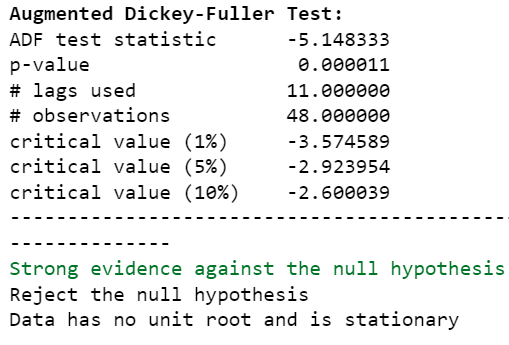 Augmented Dickey-Fuller Test:
ADF test statistic -5.148333
p-value 0.000011
# lags used 11.000000
# observations 48.000000
critical value (1%) -3.574589
critical value (5%) -2.923954
critical value (10%) -2.600039
---------------------------------------------
--------------
Strong evidence against the null hypothesis
Reject the null hypothesis
Data has no unit root and is stationary